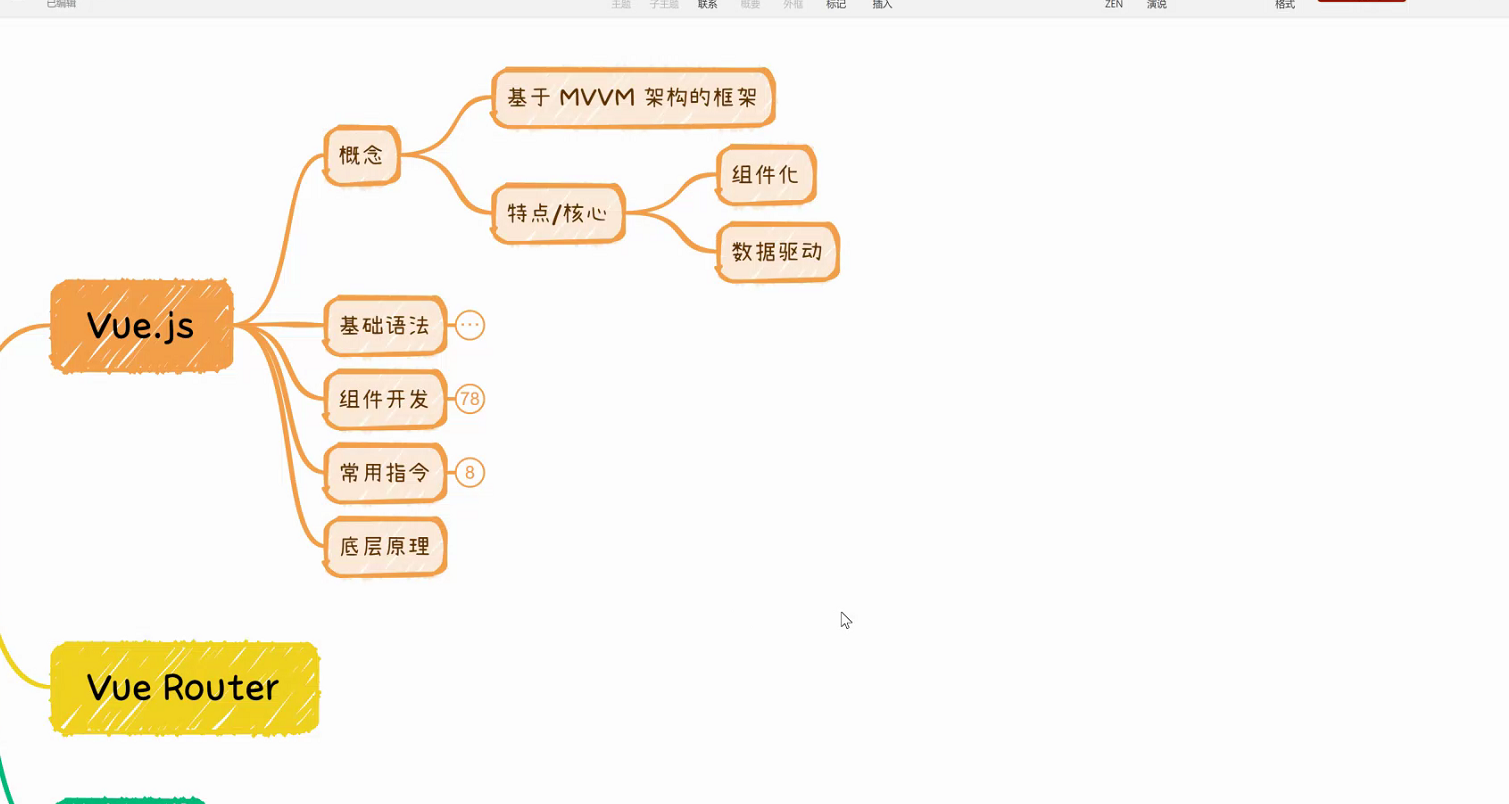 已编辑
主题 子主题 联系 概要 外框 标记 插入 ZEN 演说 格式
基于 MVVM 架构的框架
概念
组件化
特点/核心
数据驱动
Vue.js
基础语法 ···
组件开发 78
常用指令 8
底层原理
Vue Router